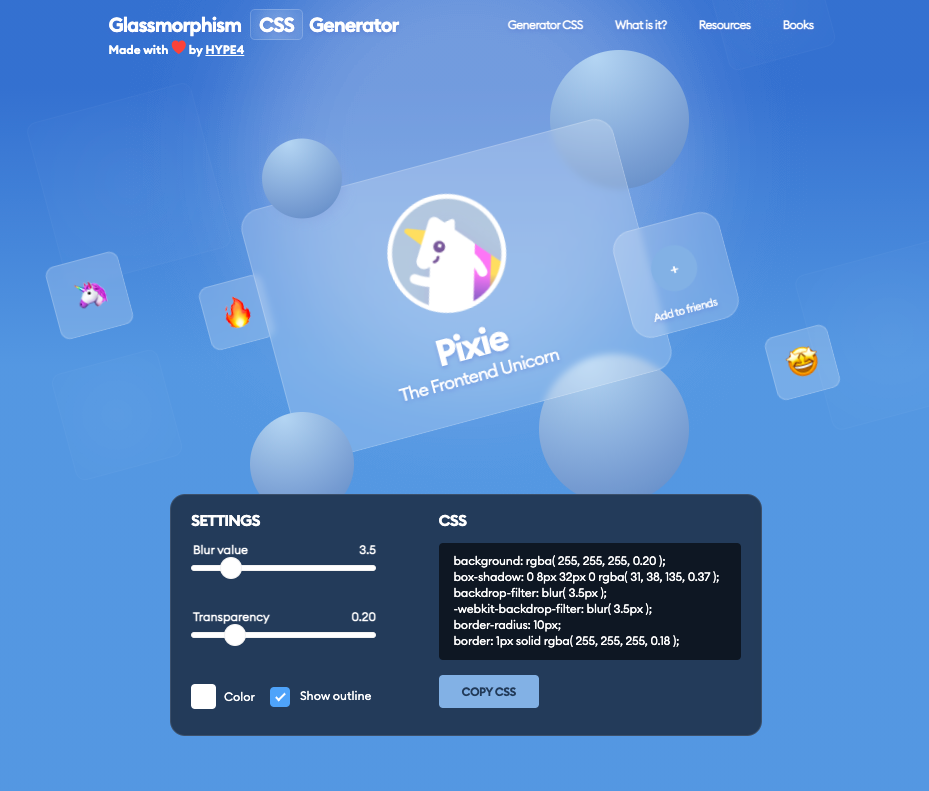 Glassmorphism CSS Generator
Made with ❤️ by HYPE4
Generator CSS What is it? Resources Books
+
Add to friends
Pixie
The Frontend Unicorn
SETTINGS
Blur value 3.5
Transparency 0.20
Color Show outline
CSS
background: rgba( 255, 255, 255, 0.20 );
box-shadow: 0 8px 32px 0 rgba( 31, 38, 135, 0.37 );
backdrop-filter: blur( 3.5px );
-webkit-backdrop-filter: blur( 3.5px );
border-radius: 10px;
border: 1px solid rgba( 255, 255, 255, 0.18 );
COPY CSS